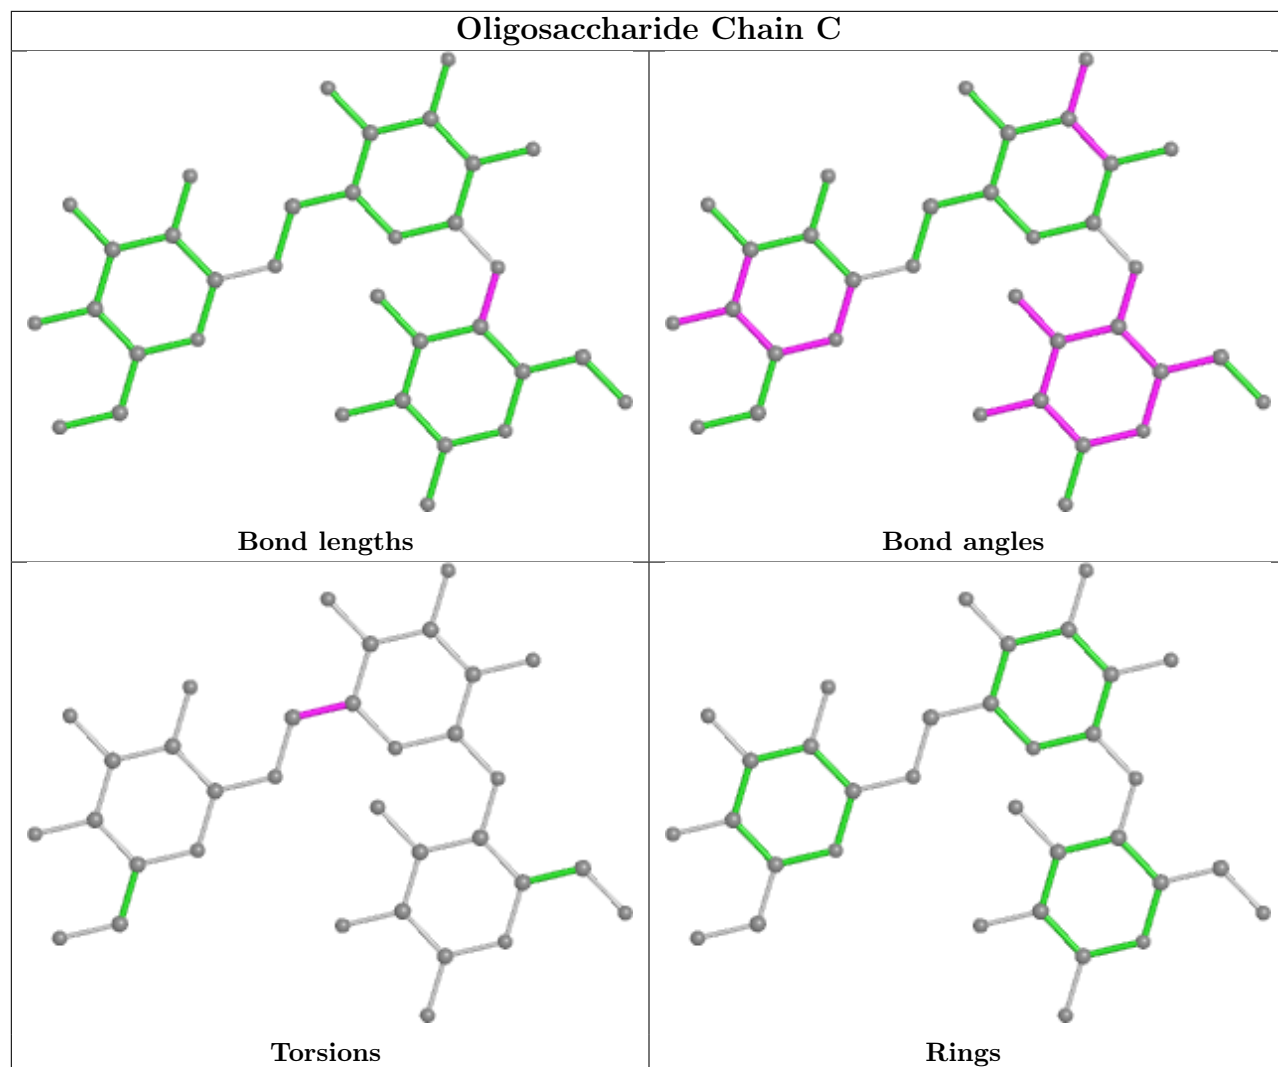 Oligosaccharide Chain C
Bond lengths
Bond angles
Torsions
Rings